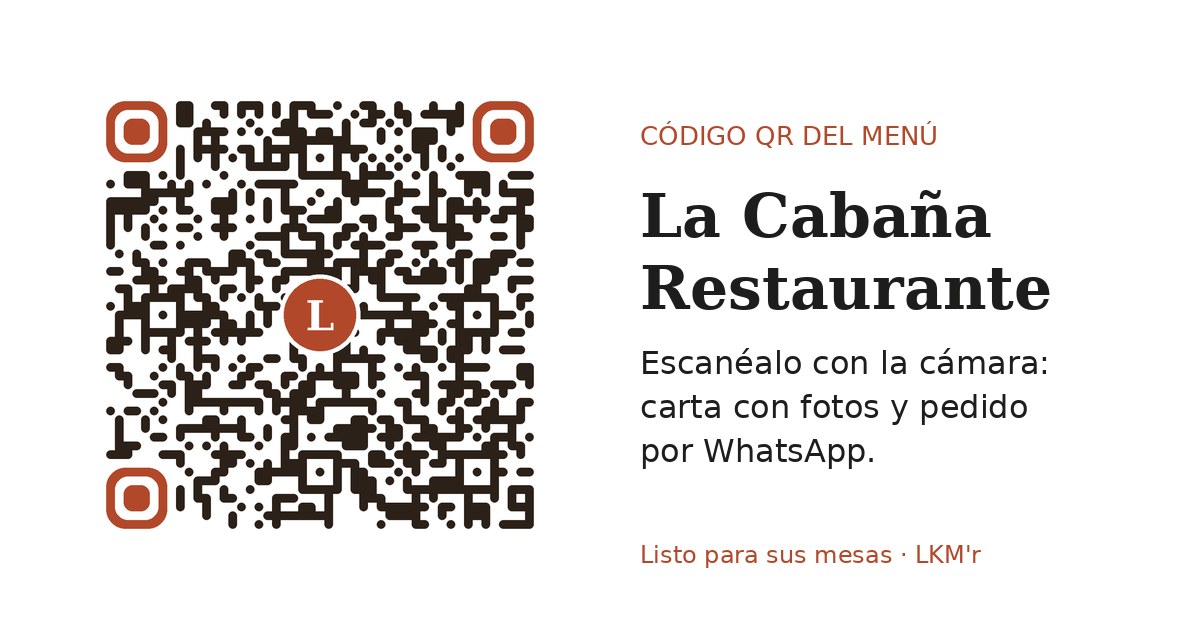 L
CÓDIGO QR DEL MENÚ
La Cabaña
Restaurante
Escanéalo con la cámara:
carta con fotos y pedido
por WhatsApp.
Listo para sus mesas · LKM'r